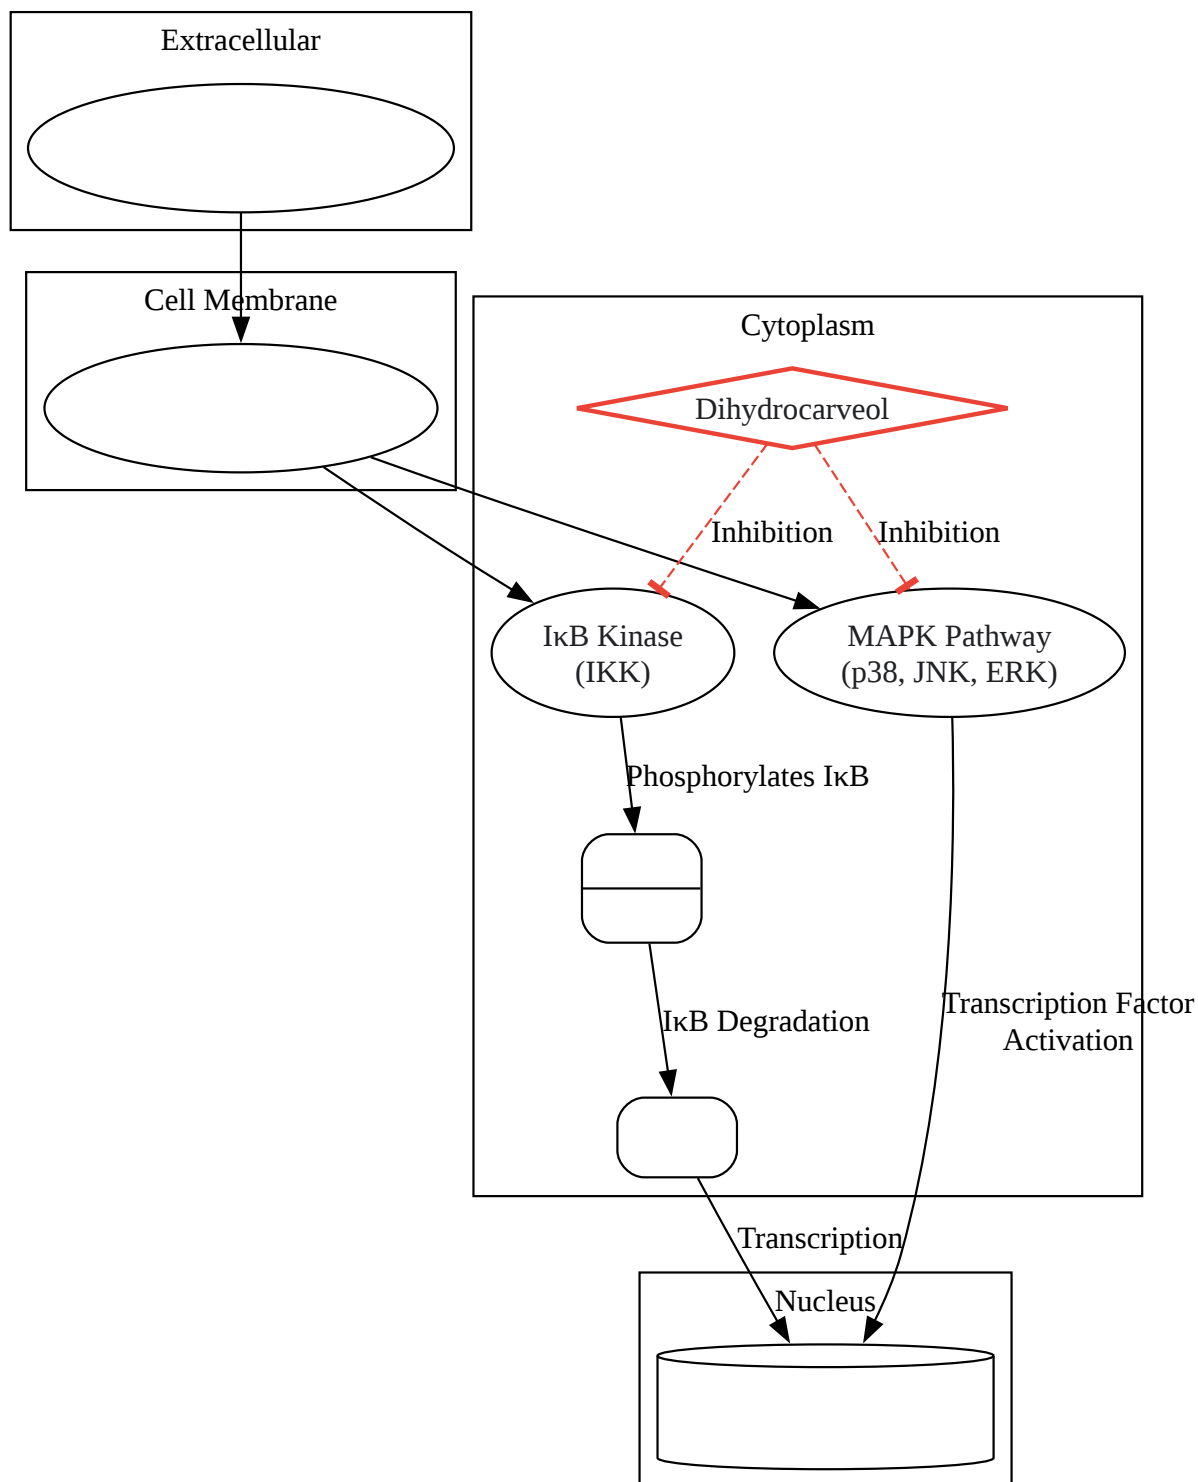 Extracellular
Cell Membrane
Cytoplasm
Dihydrocarveol
Inhibition
Inhibition
IκB Kinase
(IKK)
MAPK Pathway
(p38, JNK, ERK)
Phosphorylates IκB
IκB Degradation
Transcription Factor
Activation
Transcription
Nucleus